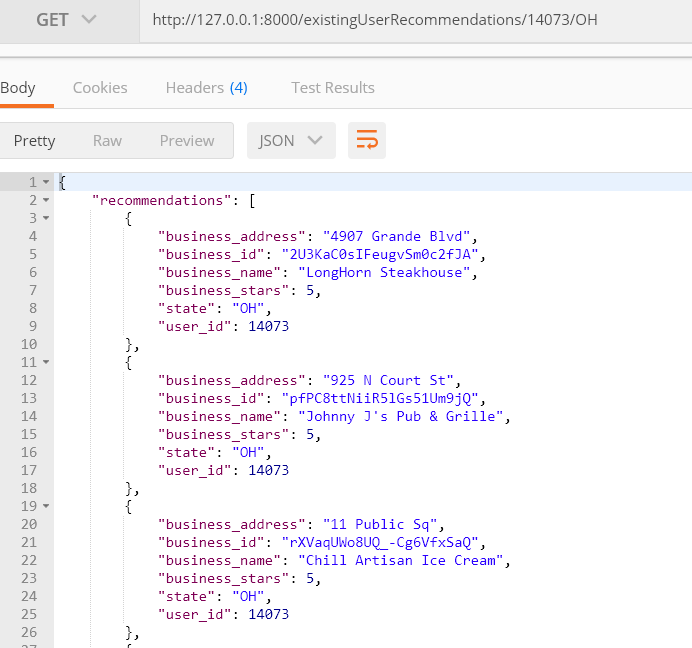 GET http://127.0.0.1:8000/existingUserRecommendations/14073/OH
Body Cookies Headers (4) Test Results
Pretty Raw Preview JSON
1 {
2 "recommendations": [
3 {
4 "business_address": "4907 Grande Blvd",
5 "business_id": "2U3KaC0sIFeugvSm0c2fJA",
6 "business_name": "LongHorn Steakhouse",
7 "business_stars": 5,
8 "state": "OH",
9 "user_id": 14073
10 },
11 {
12 "business_address": "925 N Court St",
13 "business_id": "pfPC8ttNiiR5lGs51Um9jQ",
14 "business_name": "Johnny J's Pub & Grille",
15 "business_stars": 5,
16 "state": "OH",
17 "user_id": 14073
18 },
19 {
20 "business_address": "11 Public Sq",
21 "business_id": "rXVaqUWo8UQ_-Cg6VfxSaQ",
22 "business_name": "Chill Artisan Ice Cream",
23 "business_stars": 5,
24 "state": "OH",
25 "user_id": 14073
26 },